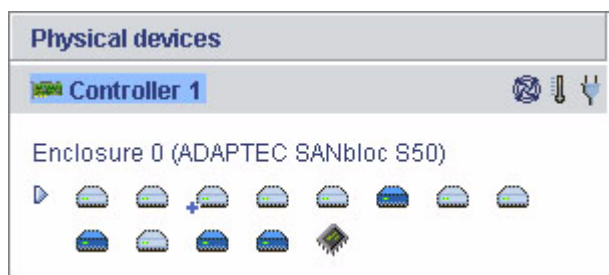 Physical devices
Controller 1
Enclosure 0 (ADAPTEC SANbloc S50)